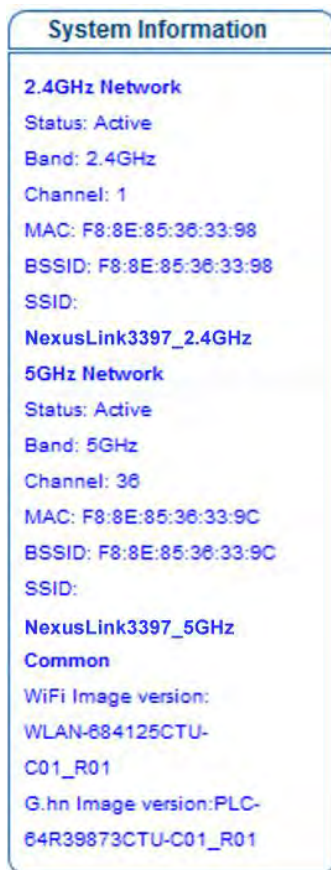 System Information
2.4GHz Network
Status: Active
Band: 2.4GHz
Channel: 1
MAC: F8:8E:85:36:33:98
BSSID: F8:8E:85:36:33:98
SSID:
NexusLink3397_2.4GHz
5GHz Network
Status: Active
Band: 5GHz
Channel: 36
MAC: F8:8E:85:36:33:9C
BSSID: F8:8E:85:36:33:9C
SSID:
NexusLink3397_5GHz
Common
WiFi Image version:
WLAN-684125CTU-
C01_R01
G.hn Image version:PLC-
64R39873CTU-C01_R01